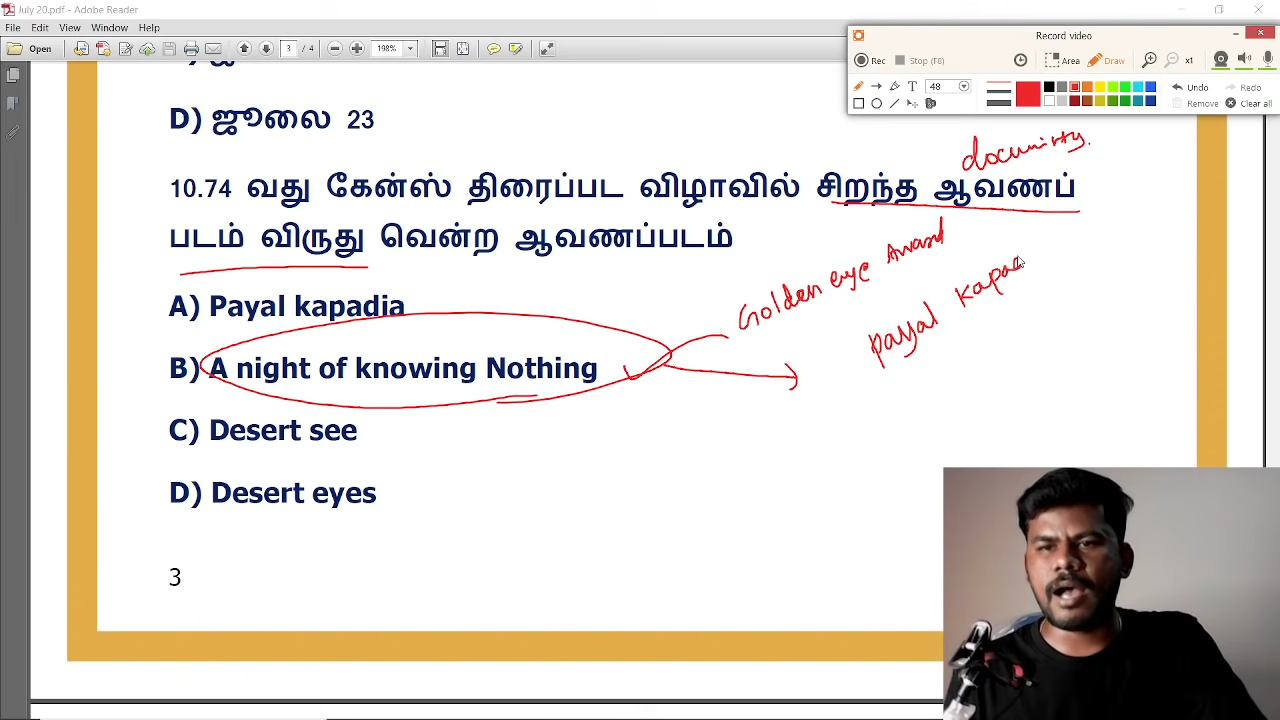 July 20.pdf - Adobe Reader
File Edit View Window Help
Open 3 / 4 198%
Record video
Rec Stop (F8) Area Draw x1
48 Undo Redo
Remove Clear all
D) ஜூலை 23
documirty.
10.74 வது கேன்ஸ் திரைப்பட விழாவில் சிறந்த ஆவணப்
படம் விருது வென்ற ஆவணப்படம்
Golden eye Award
A) Payal kapadia
payal kapad
B) A night of knowing Nothing
C) Desert see
D) Desert eyes
3